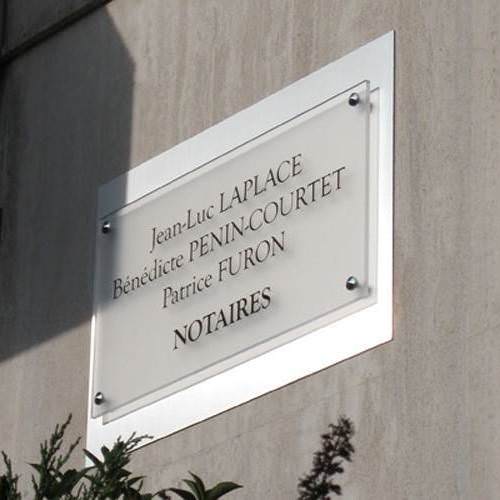 Jean-Luc LAPLACE
Bénédicte PENIN-COURTET
Patrice FURON
NOTAIRES